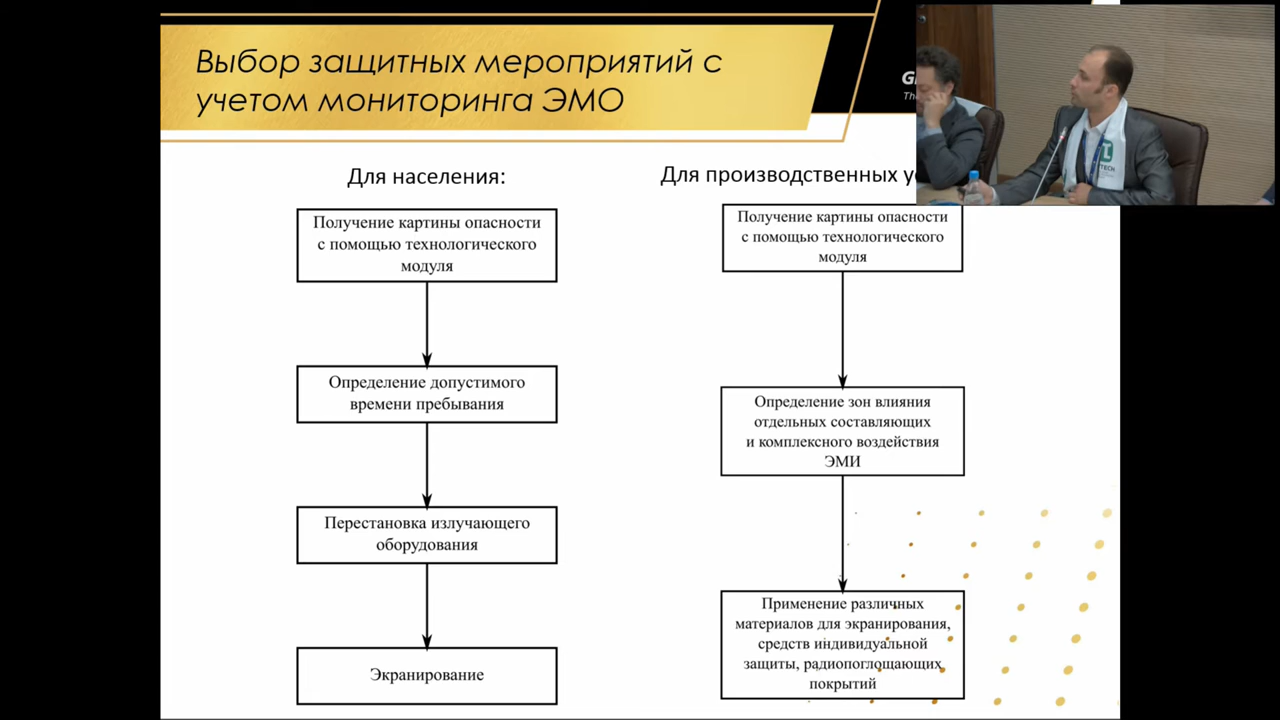 Выбор защитных мероприятий с
учетом мониторинга ЭМО
Для населения:
Получение картины опасности
с помощью технологического
модуля
Определение допустимого
времени пребывания
Перестановка излучающего
оборудования
Экранирование
Для производственных
Получение картины опасности
с помощью технологического
модуля
Определение зон влияния
отдельных составляющих
и комплексного воздействия
ЭМИ
Применение различных
материалов для экранирования,
средств индивидуальной
защиты, радиопоглощающих
покрытий
TECH